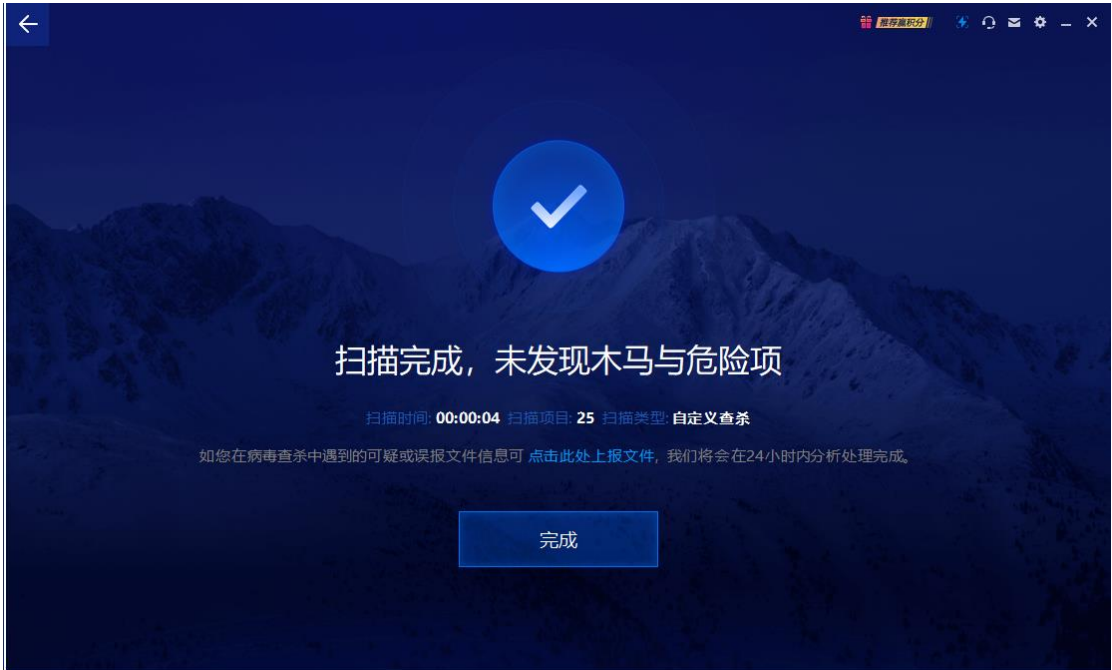 推荐赢积分
扫描完成，未发现木马与危险项
扫描时间: 00:00:04 扫描项目: 25 扫描类型: 自定义查杀
如您在病毒查杀中遇到的可疑或误报文件信息可 点击此处上报文件，我们将会在24小时内分析处理完成。
完成